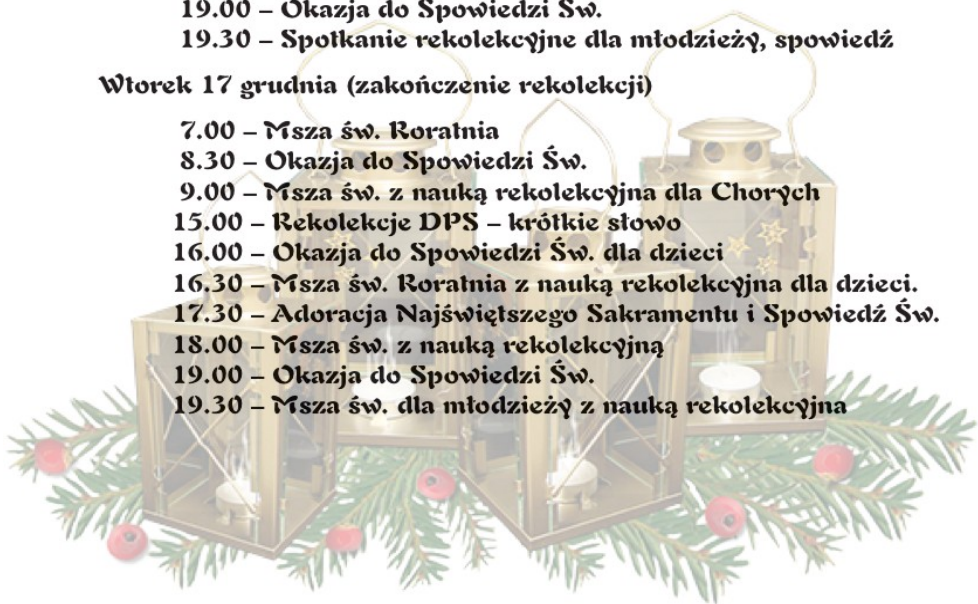 19.00 – Okazja do Spowiedzi Św.
19.30 – Spotkanie rekolekcyjne dla młodzieży, spowiedź
Wtorek 17 grudnia (zakończenie rekolekcji)
7.00 – Msza św. Roratnia
8.30 – Okazja do Spowiedzi Św.
9.00 – Msza św. z nauką rekolekcyjna dla Chorych
15.00 – Rekolekcje DPS – krótkie słowo
16.00 – Okazja do Spowiedzi Św. dla dzieci
16.30 – Msza św. Roratnia z nauką rekolekcyjna dla dzieci.
17.30 – Adoracja Najświętszego Sakramentu i Spowiedź Św.
18.00 – Msza św. z nauką rekolekcyjną
19.00 – Okazja do Spowiedzi Św.
19.30 – Msza św. dla młodzieży z nauką rekolekcyjna